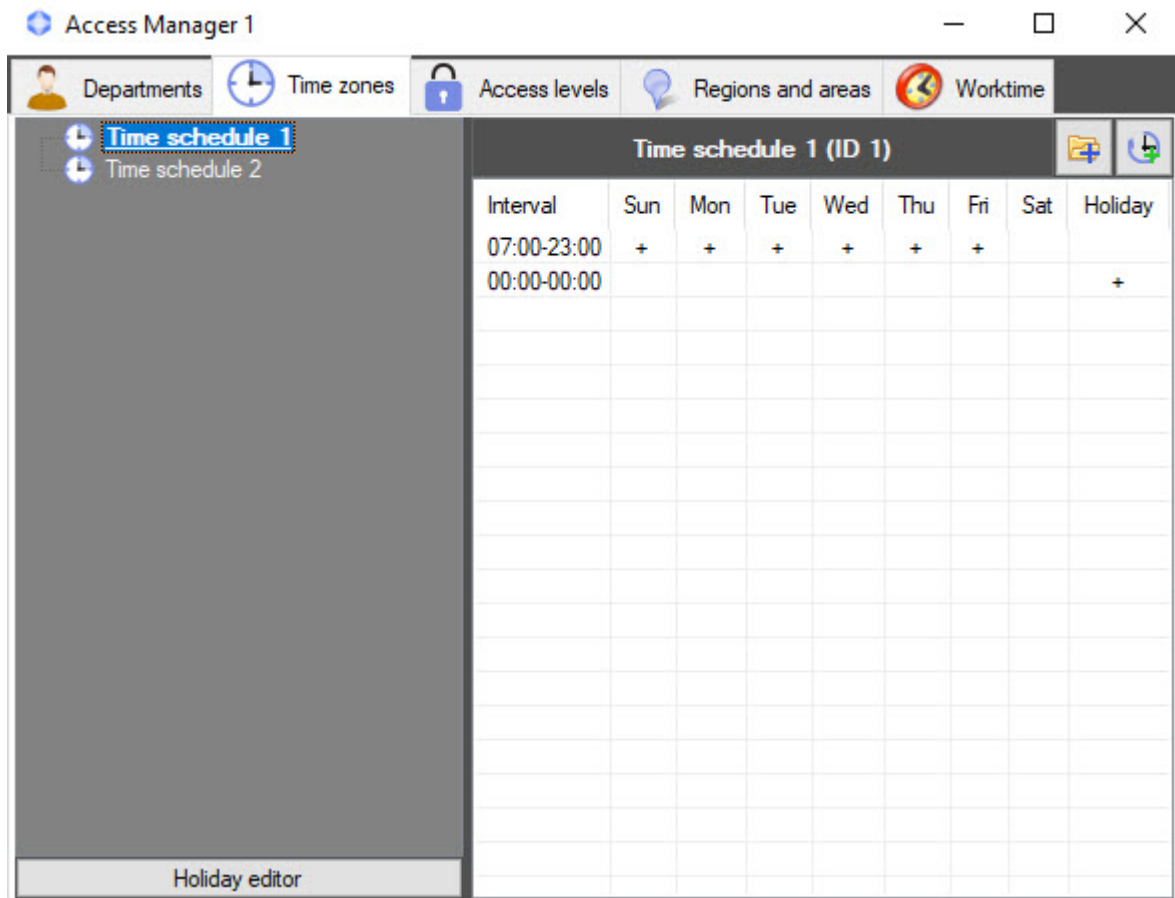 Access Manager 1
Departments Time zones Access levels Regions and areas Worktime
Time schedule 1
Time schedule 2
Time schedule 1 (ID 1)
Interval Sun Mon Tue Wed Thu Fri Sat Holiday
07:00-23:00 + + + + + +
00:00-00:00 +
Holiday editor